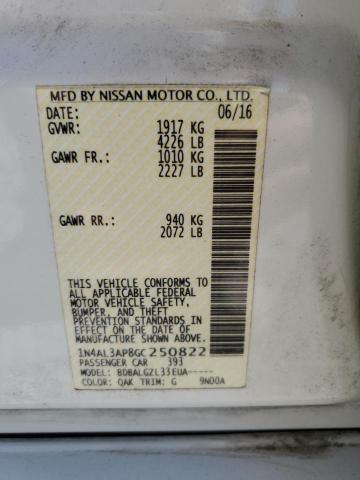 MFD BY NISSAN MOTOR CO., LTD.
DATE: 06/16
GVWR: 1917 KG
4226 LB
GAWR FR.: 1010 KG
2227 LB
GAWR RR.: 940 KG
2072 LB
THIS VEHICLE CONFORMS TO
ALL APPLICABLE FEDERAL
MOTOR VEHICLE SAFETY,
BUMPER, AND THEFT
PREVENTION STANDARDS
IN EFFECT ON THE DATE OF
MANUFACTURE SHOWN ABOVE.
1N4AL3AP8GC250822
PASSENGER CAR 393
MODEL: BDBALGZL33EUA-----
COLOR: QAK TRIM: G 9N00A